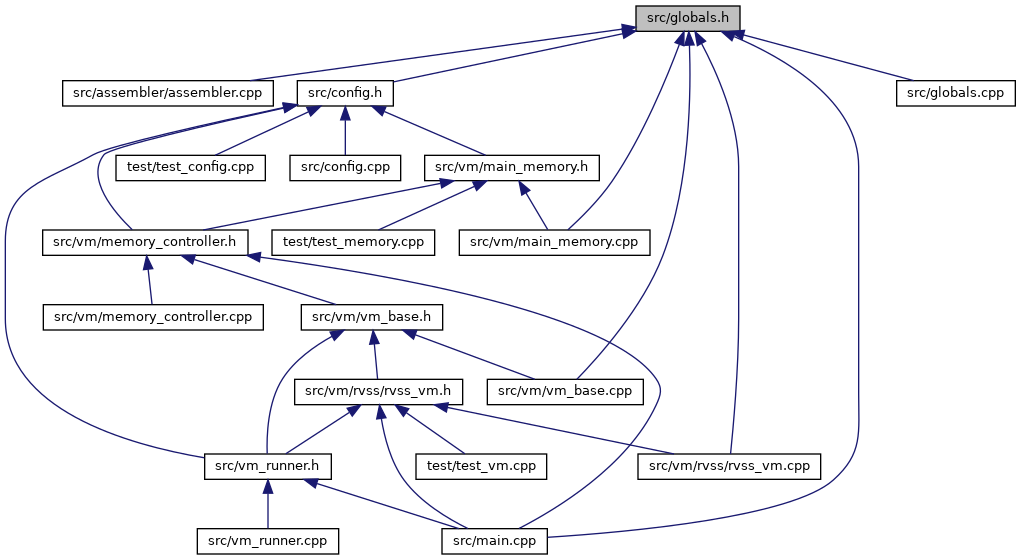 src/globals.h
src/assembler/assembler.cpp
src/config.h
src/globals.cpp
test/test_config.cpp
src/config.cpp
src/vm/main_memory.h
src/vm/memory_controller.h
test/test_memory.cpp
src/vm/main_memory.cpp
src/vm/memory_controller.cpp
src/vm/vm_base.h
src/vm/rvss/rvss_vm.h
src/vm/vm_base.cpp
src/vm_runner.h
test/test_vm.cpp
src/vm/rvss/rvss_vm.cpp
src/vm_runner.cpp
src/main.cpp